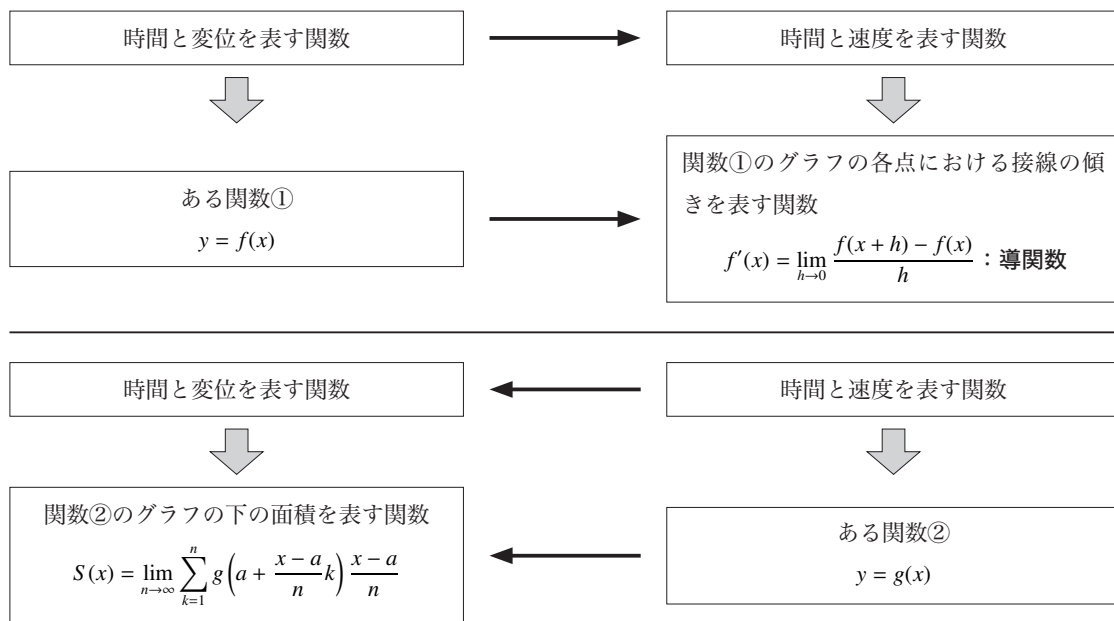 時間と変位を表す関数
時間と速度を表す関数
ある関数①
y = f(x)
関数①のグラフの各点における接線の傾
きを表す関数
f′(x) = lim_{h→0} \frac{f(x + h) − f(x)}{h} : 導関数
時間と変位を表す関数
時間と速度を表す関数
関数②のグラフの下の面積を表す関数
S(x) = lim_{n→∞} \sum_{k=1}^{n} g(a + \frac{x − a}{n}k) \frac{x − a}{n}
ある関数②
y = g(x)